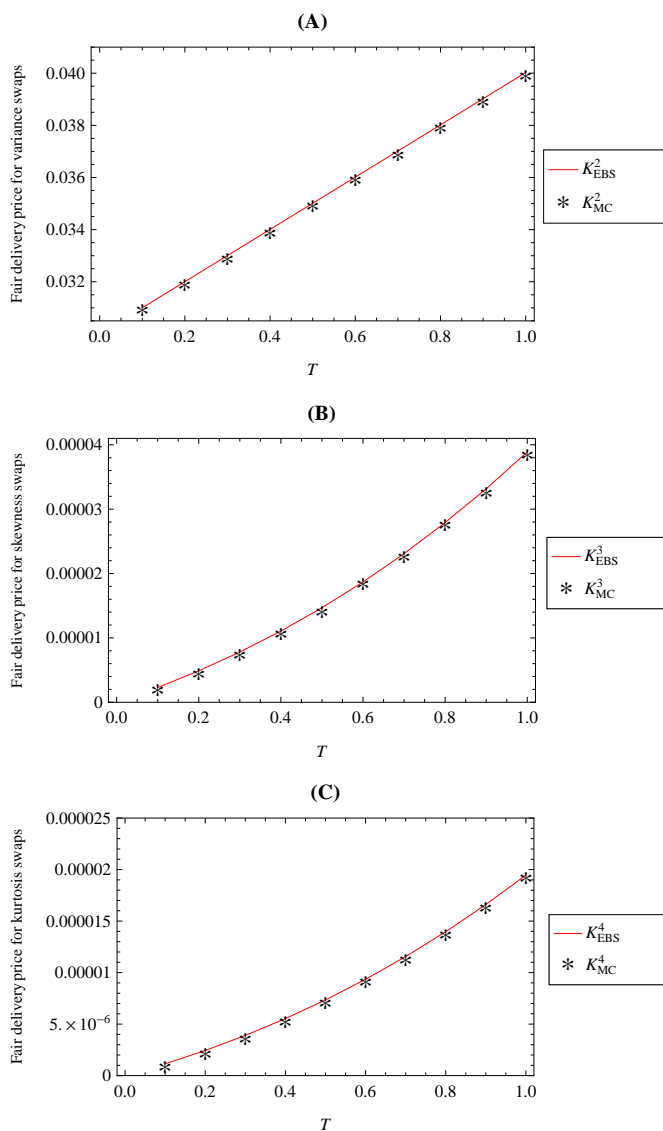 (A)
Fair delivery price for variance swaps
0.040
0.038
0.036
0.034
0.032
0.0 0.2 0.4 0.6 0.8 1.0
T
K²EBS
K²MC
(B)
Fair delivery price for skewness swaps
0.00004
0.00003
0.00002
0.00001
0
0.0 0.2 0.4 0.6 0.8 1.0
T
K³EBS
K³MC
(C)
Fair delivery price for kurtosis swaps
0.000025
0.00002
0.000015
0.00001
5. × 10⁻⁶
0
0.0 0.2 0.4 0.6 0.8 1.0
T
K⁴EBS
K⁴MC